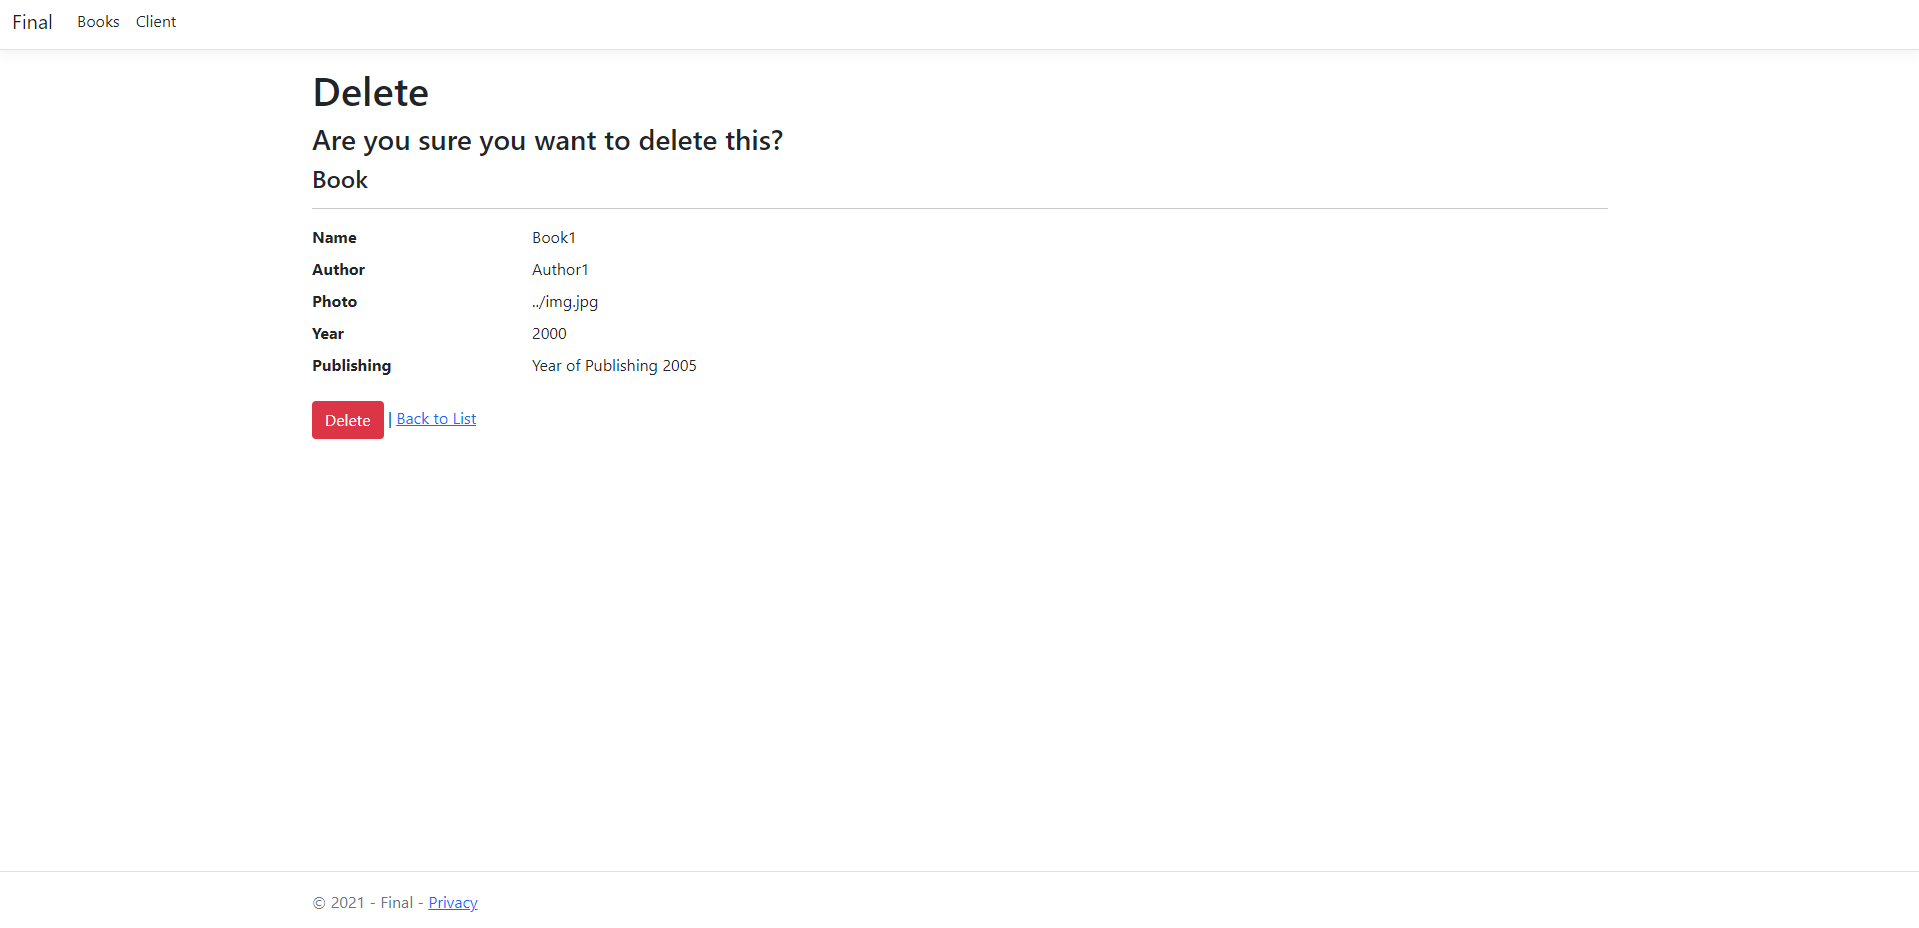 Final Books Client
Delete
Are you sure you want to delete this?
Book
Name Book1
Author Author1
Photo ../img.jpg
Year 2000
Publishing Year of Publishing 2005
Delete | Back to List
© 2021 - Final - Privacy